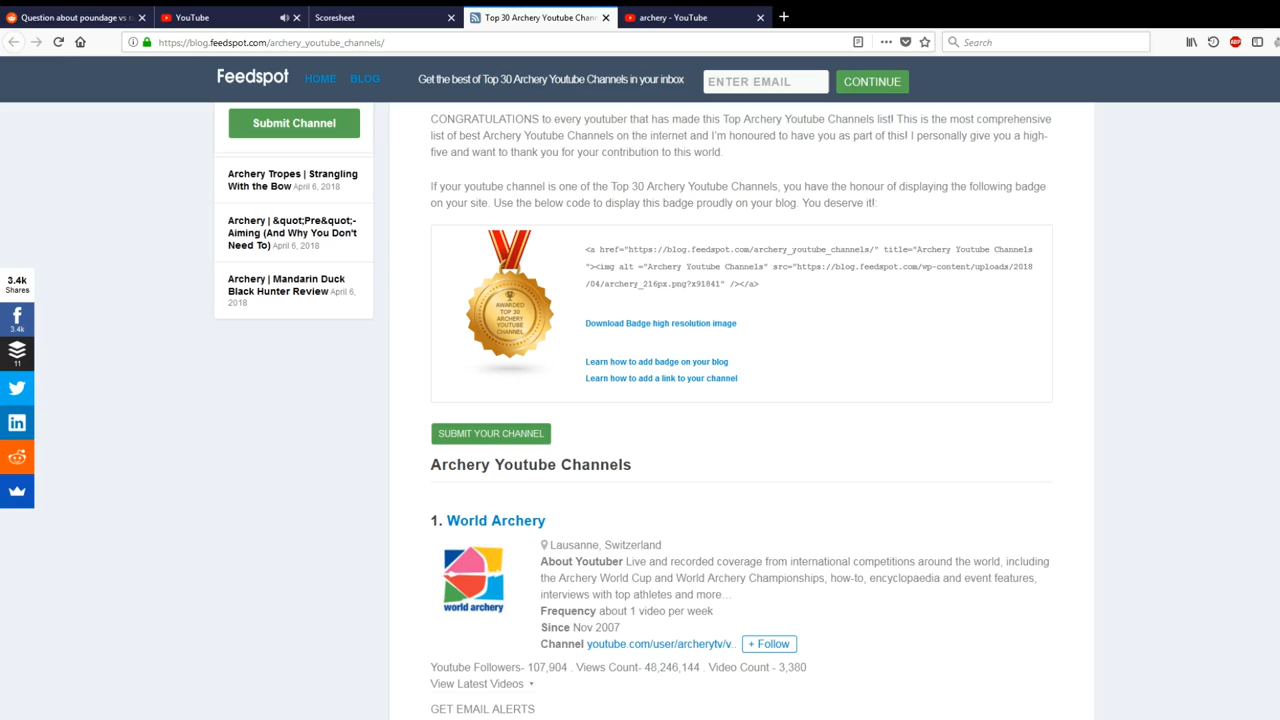 Question about poundage vs r
YouTube
Scoresheet
Top 30 Archery Youtube Chann
archery - YouTube
https://blog.feedspot.com/archery_youtube_channels/
Search
ABP
Feedspot
HOME
BLOG
Get the best of Top 30 Archery Youtube Channels in your inbox
ENTER EMAIL
CONTINUE
Submit Channel
Archery Tropes | Strangling
With the Bow April 6, 2018
Archery | &quot;Pre&quot;-
Aiming (And Why You Don't
Need To) April 6, 2018
Archery | Mandarin Duck
Black Hunter Review April 6,
2018
3.4k
Shares
3.4k
11
CONGRATULATIONS to every youtuber that has made this Top Archery Youtube Channels list! This is the most comprehensive
list of best Archery Youtube Channels on the internet and I'm honoured to have you as part of this! I personally give you a high-
five and want to thank you for your contribution to this world.
If your youtube channel is one of the Top 30 Archery Youtube Channels, you have the honour of displaying the following badge
on your site. Use the below code to display this badge proudly on your blog. You deserve it!:
AWARDED
TOP 30
ARCHERY
YOUTUBE
CHANNEL
<a href="https://blog.feedspot.com/archery_youtube_channels/" title="Archery Youtube Channels
"><img alt ="Archery Youtube Channels" src="https://blog.feedspot.com/wp-content/uploads/2018
/04/archery_216px.png?x91841" /></a>
Download Badge high resolution image
Learn how to add badge on your blog
Learn how to add a link to your channel
SUBMIT YOUR CHANNEL
Archery Youtube Channels
1. World Archery
world archery
Lausanne, Switzerland
About Youtuber Live and recorded coverage from international competitions around the world, including
the Archery World Cup and World Archery Championships, how-to, encyclopaedia and event features,
interviews with top athletes and more...
Frequency about 1 video per week
Since Nov 2007
Channel youtube.com/user/archerytv/v.. + Follow
Youtube Followers- 107,904 . Views Count- 48,246,144 . Video Count - 3,380
View Latest Videos
GET EMAIL ALERTS